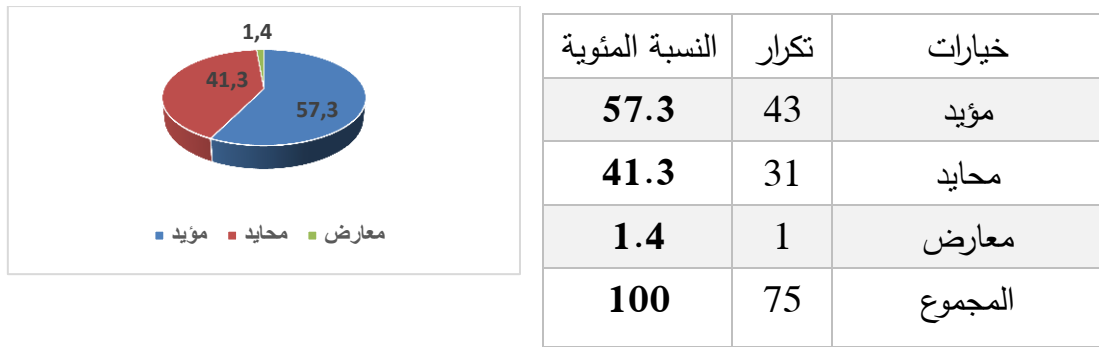 1,4
41,3
57,3
مؤيد محايد معارض
خيارات تكرار النسبة المئوية
مؤيد 43 57.3
محايد 31 41.3
معارض 1 1.4
المجموع 75 100